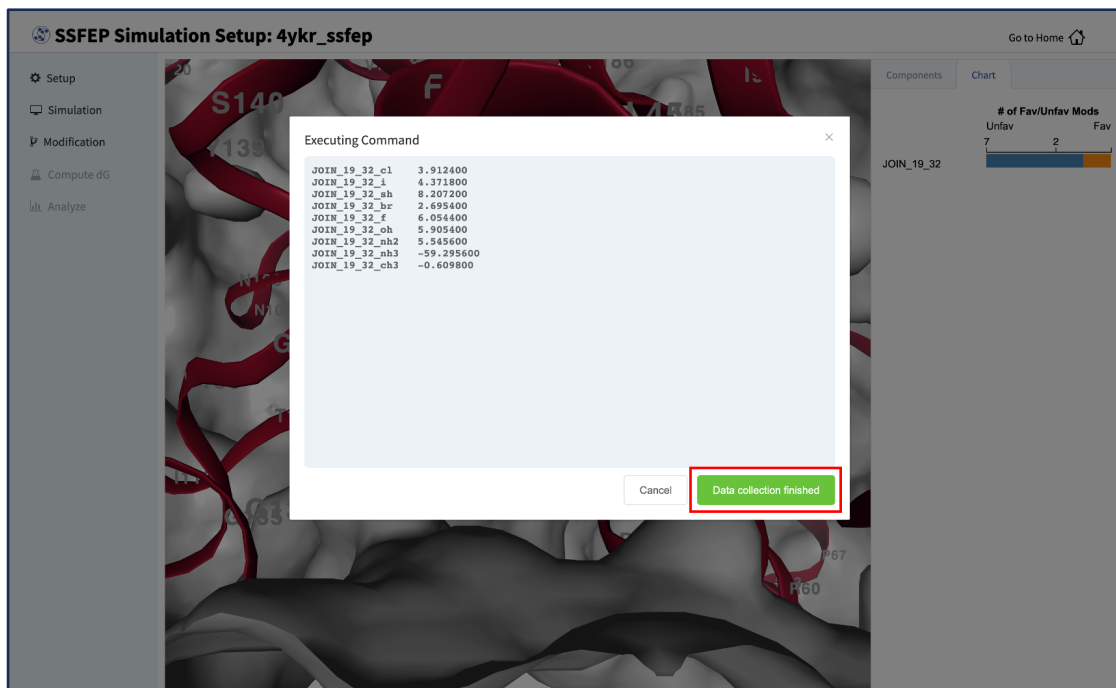 SSFEP Simulation Setup: 4ykr_ssfep
Go to Home
Setup
Simulation
Modification
Compute dG
Analyze
S140
F
Components
Chart
# of Fav/Unfav Mods
Unfav
Fav
7
2
JOIN_19_32
Executing Command
JOIN_19_32_cl 3.912400
JOIN_19_32_i 4.371800
JOIN_19_32_sh 8.207200
JOIN_19_32_br 2.695400
JOIN_19_32_f 6.054400
JOIN_19_32_oh 5.905400
JOIN_19_32_nh2 5.545600
JOIN_19_32_nh3 -59.295600
JOIN_19_32_ch3 -0.609800
Cancel
Data collection finished
P67
R60